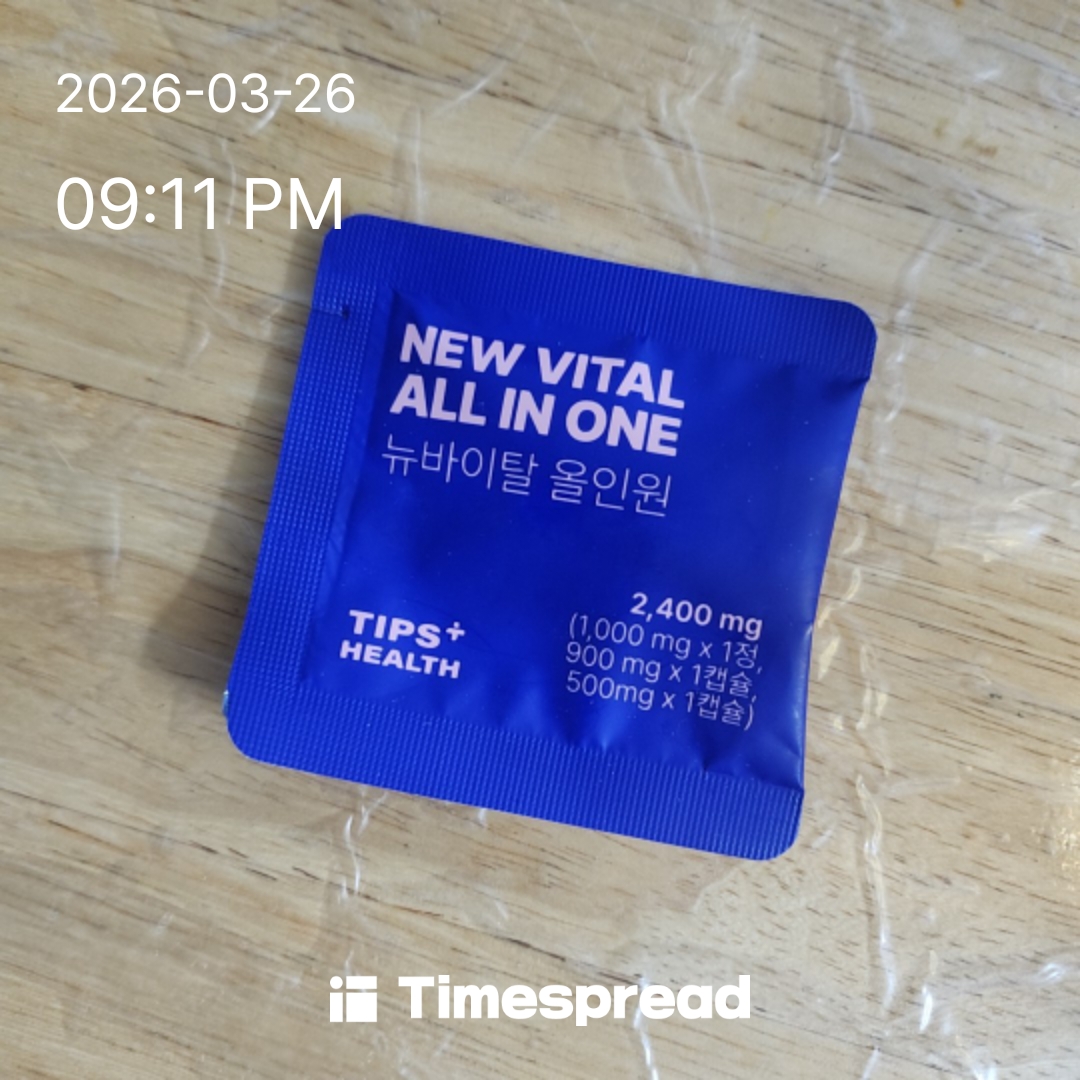 2026-03-26
09:11 PM
NEW VITAL
ALL IN ONE
뉴바이탈 올인원
TIPS+
HEALTH
2,400 mg
(1,000 mg x 1정,
900 mg x 1캡슐,
500mg x 1캡슐)
Timespread